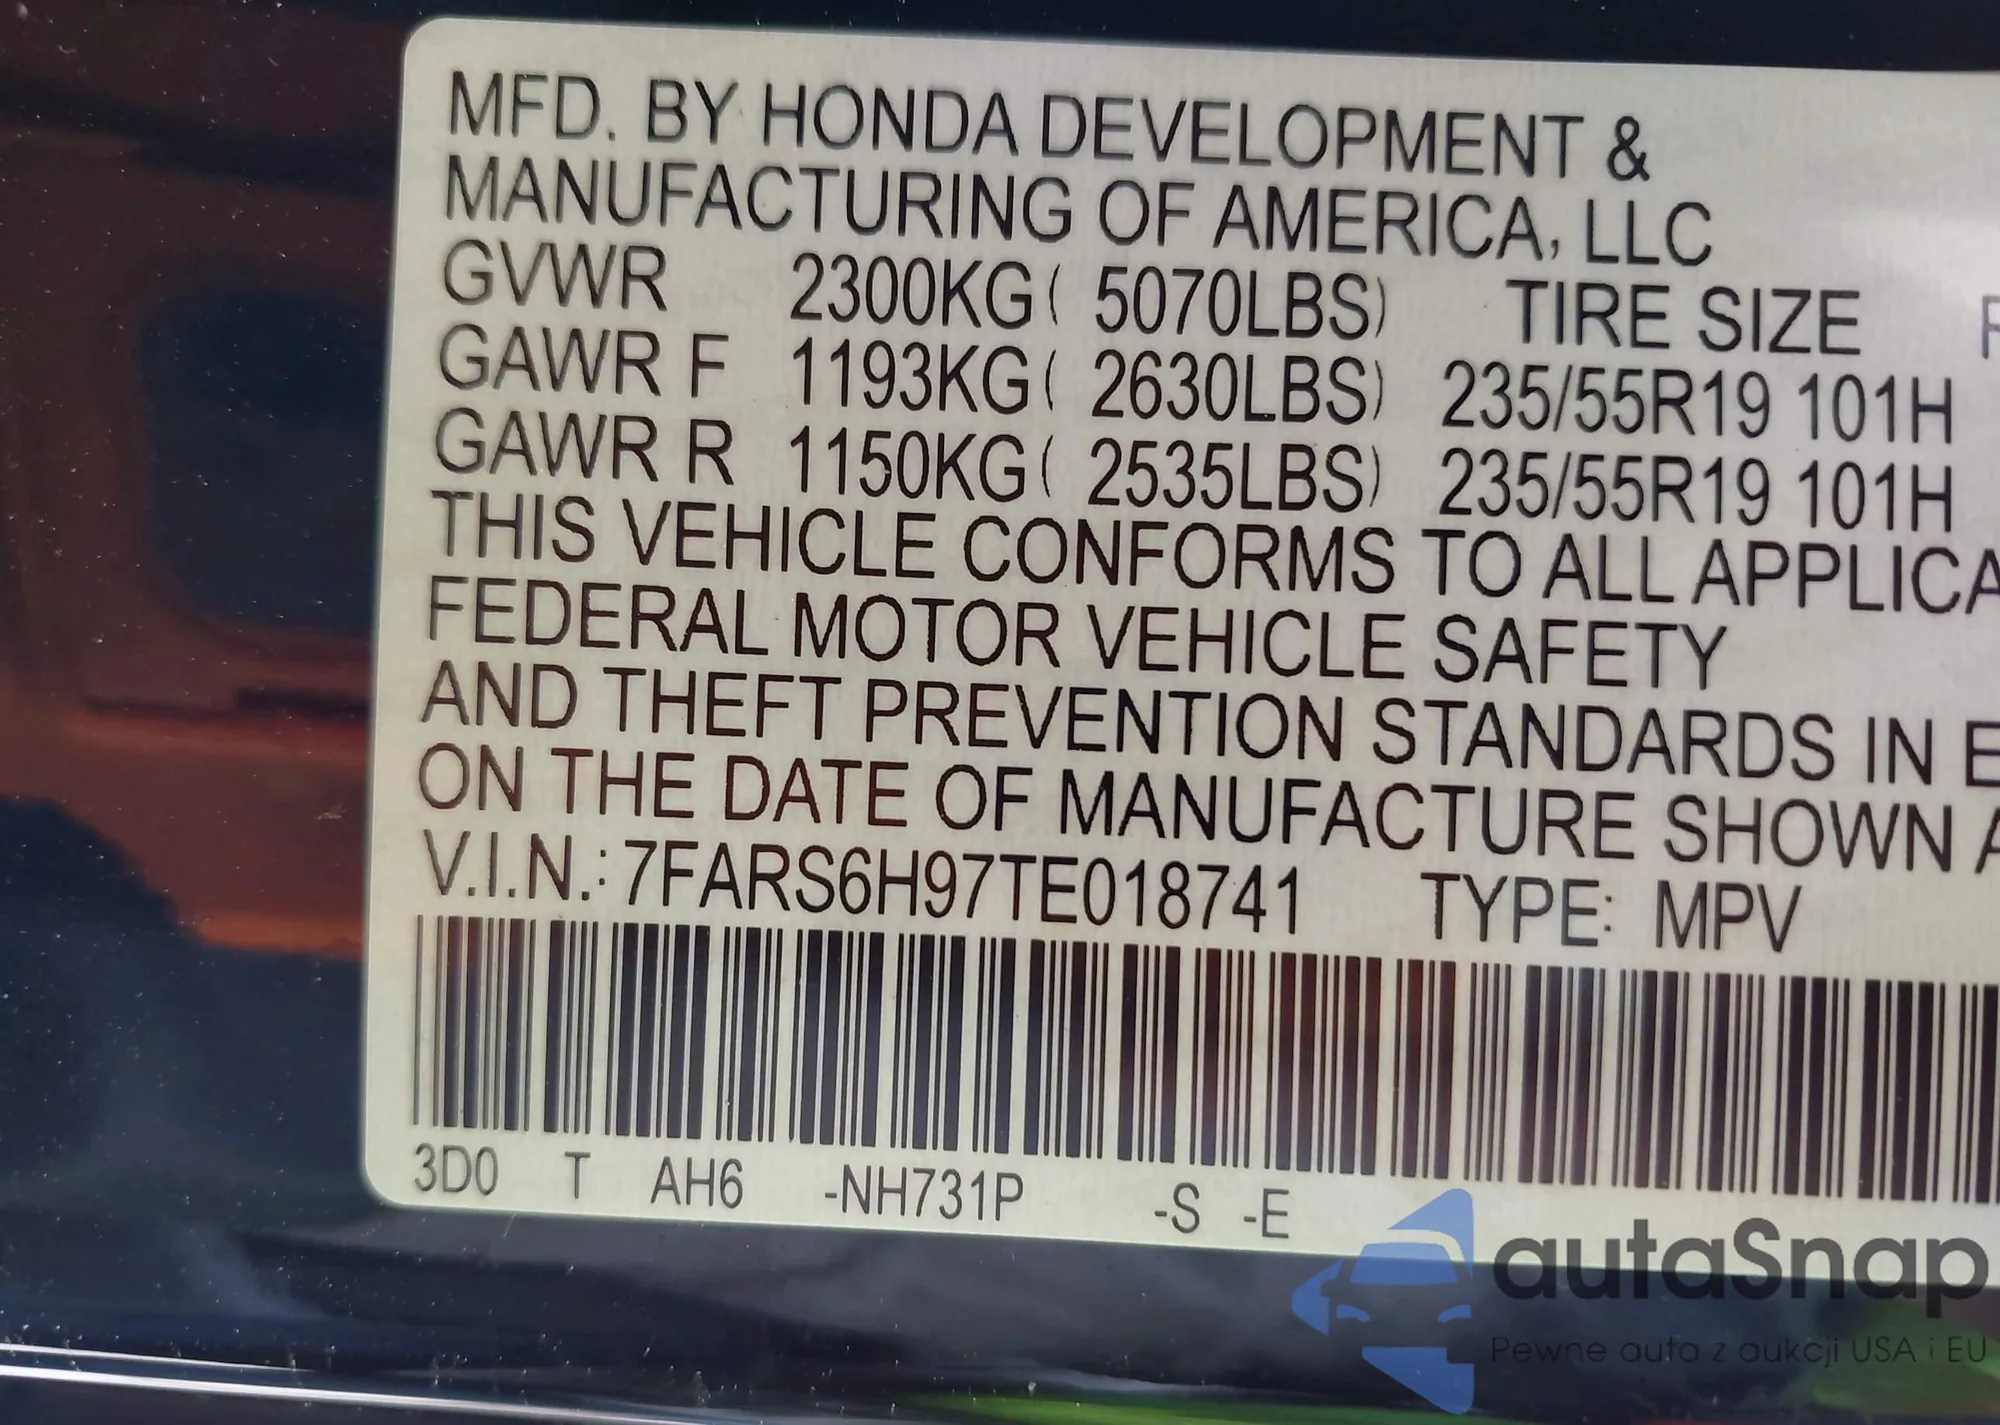 MFD. BY HONDA DEVELOPMENT &
MANUFACTURING OF AMERICA, LLC
GVWR 2300KG( 5070LBS) TIRE SIZE
GAWR F 1193KG( 2630LBS) 235/55R19 101H
GAWR R 1150KG( 2535LBS) 235/55R19 101H
THIS VEHICLE CONFORMS TO ALL APPLICA
FEDERAL MOTOR VEHICLE SAFETY
AND THEFT PREVENTION STANDARDS IN E
ON THE DATE OF MANUFACTURE SHOWN A
V.I.N.: 7FARS6H97TE018741 TYPE: MPV
3D0 T AH6 -NH731P -S -E
autaSnap
Pewne auta z aukcji USA i EU